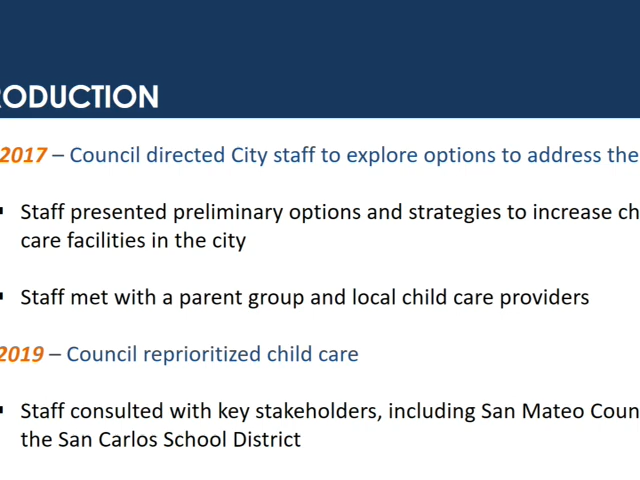 RODUCTION
2017 – Council directed City staff to explore options to address the
▪ Staff presented preliminary options and strategies to increase ch
care facilities in the city
▪ Staff met with a parent group and local child care providers
2019 – Council reprioritized child care
▪ Staff consulted with key stakeholders, including San Mateo Coun
the San Carlos School District